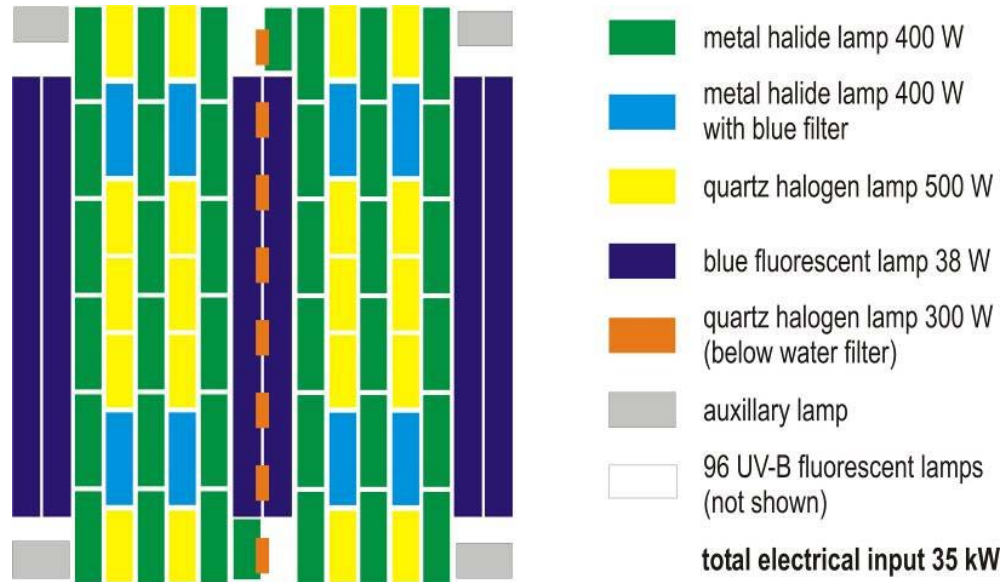 metal halide lamp 400 W
metal halide lamp 400 W
with blue filter
quartz halogen lamp 500 W
blue fluorescent lamp 38 W
quartz halogen lamp 300 W
(below water filter)
auxillary lamp
96 UV-B fluorescent lamps
(not shown)
total electrical input 35 kW